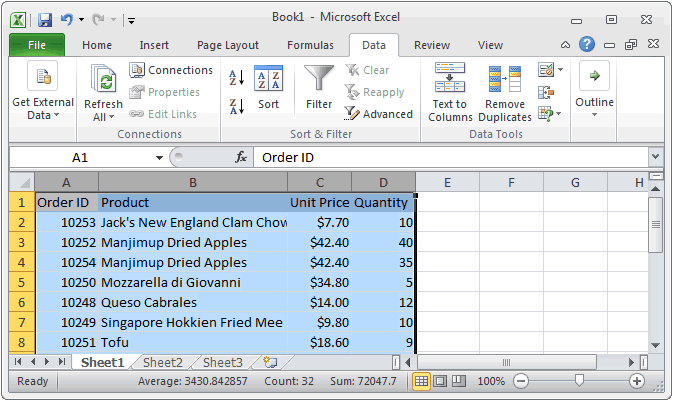 Book1 - Microsoft Excel
File Home Insert Page Layout Formulas Data Review View
Get External Data
Refresh All
Connections
Properties
Edit Links
Connections
A Z
Z A
A Z Z A
Sort
Filter
Clear
Reapply
Advanced
Sort & Filter
Text to Columns
Remove Duplicates
Data Tools
Outline
A1 fx Order ID
A B C D E F G H
1 Order ID Product Unit Price Quantity
2 10253 Jack's New England Clam Chow $7.70 10
3 10252 Manjimup Dried Apples $42.40 40
4 10254 Manjimup Dried Apples $42.40 35
5 10250 Mozzarella di Giovanni $34.80 5
6 10248 Queso Cabrales $14.00 12
7 10249 Singapore Hokkien Fried Mee $9.80 10
8 10251 Tofu $18.60 9
Sheet1 Sheet2 Sheet3
Ready Average: 3430.842857 Count: 32 Sum: 72047.7 100%